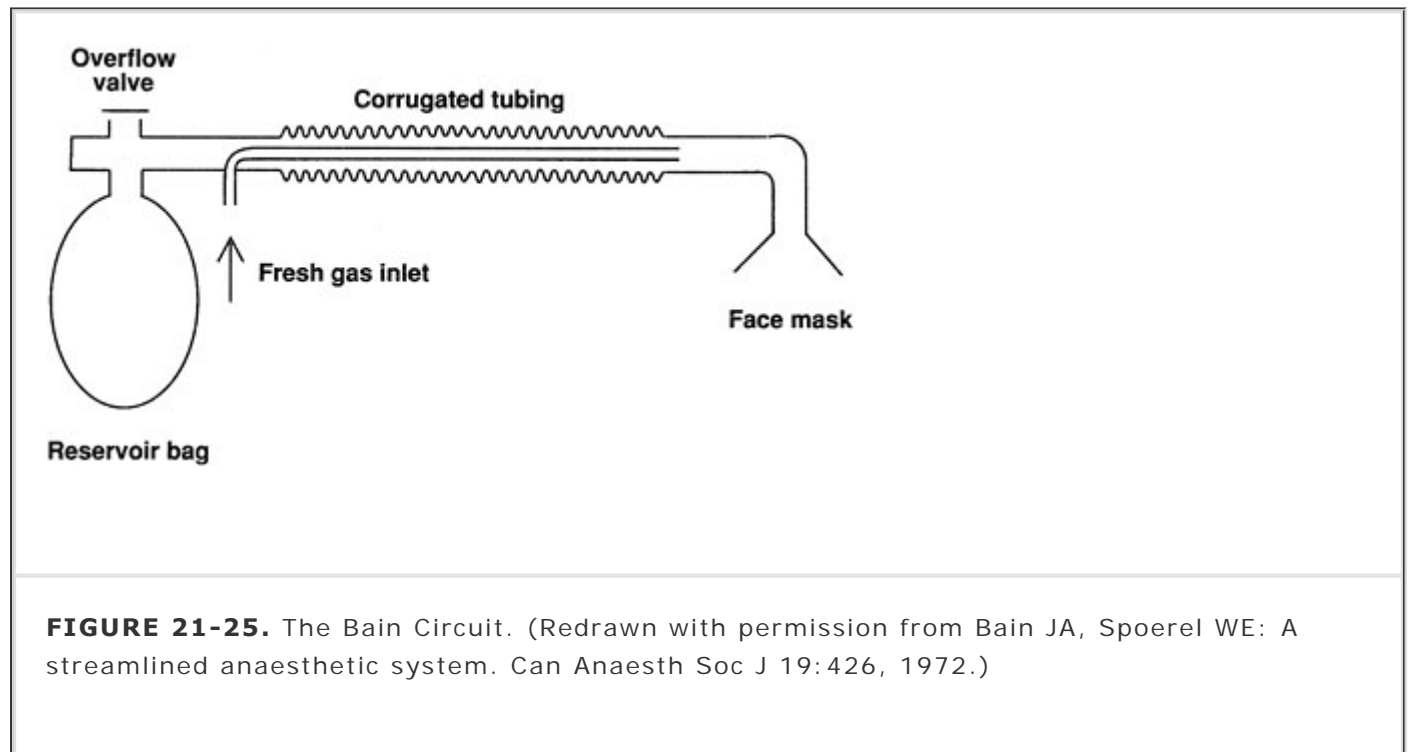 Overflow
valve
Corrugated tubing
Fresh gas inlet
Face mask
Reservoir bag
FIGURE 21-25. The Bain Circuit. (Redrawn with permission from Bain JA, Spoerel WE: A
streamlined anaesthetic system. Can Anaesth Soc J 19:426, 1972.)